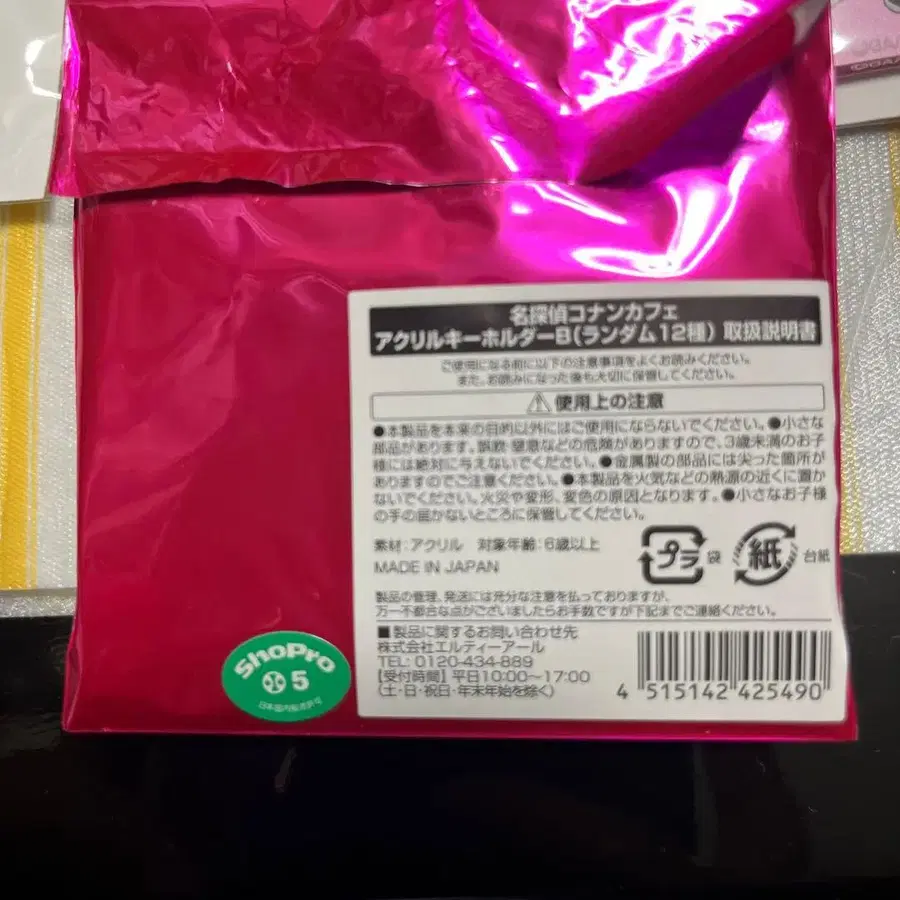 名探偵コナンカフェ
アクリルキーホルダーB(ランダム12種) 取扱説明書
ご使用になる前に以下の注意事項をよくお読みください。
また、お読みになった後も大切に保管してください。
⚠使用上の注意
●本製品を本来の目的以外にはご使用にならないでください。●小さな
部品があります。誤飲・窒息などの危険がありますので、3歳未満のお子
様には絶対に与えないでください。●金属製の部品には尖った箇所が
ありますのでご注意ください。●本製品を火気などの熱源の近くに置か
ないでください。火災や変形、変色の原因となります。●小さなお子様
の手の届かないところに保管してください。
素材:アクリル 対象年齢:6歳以上
MADE IN JAPAN
プラ 袋
紙 台紙
製品の管理、発送には充分な注意を払っておりますが、
万一不都合な点がございましたらお手数ですが下記までご連絡ください。
■製品に関するお問い合わせ先
株式会社エルティーアール
TEL: 0120-434-889
【受付時間】平日10:00~17:00
(土・日・祝日・年末年始を除く)
4 515142 425490
ShoPro
5